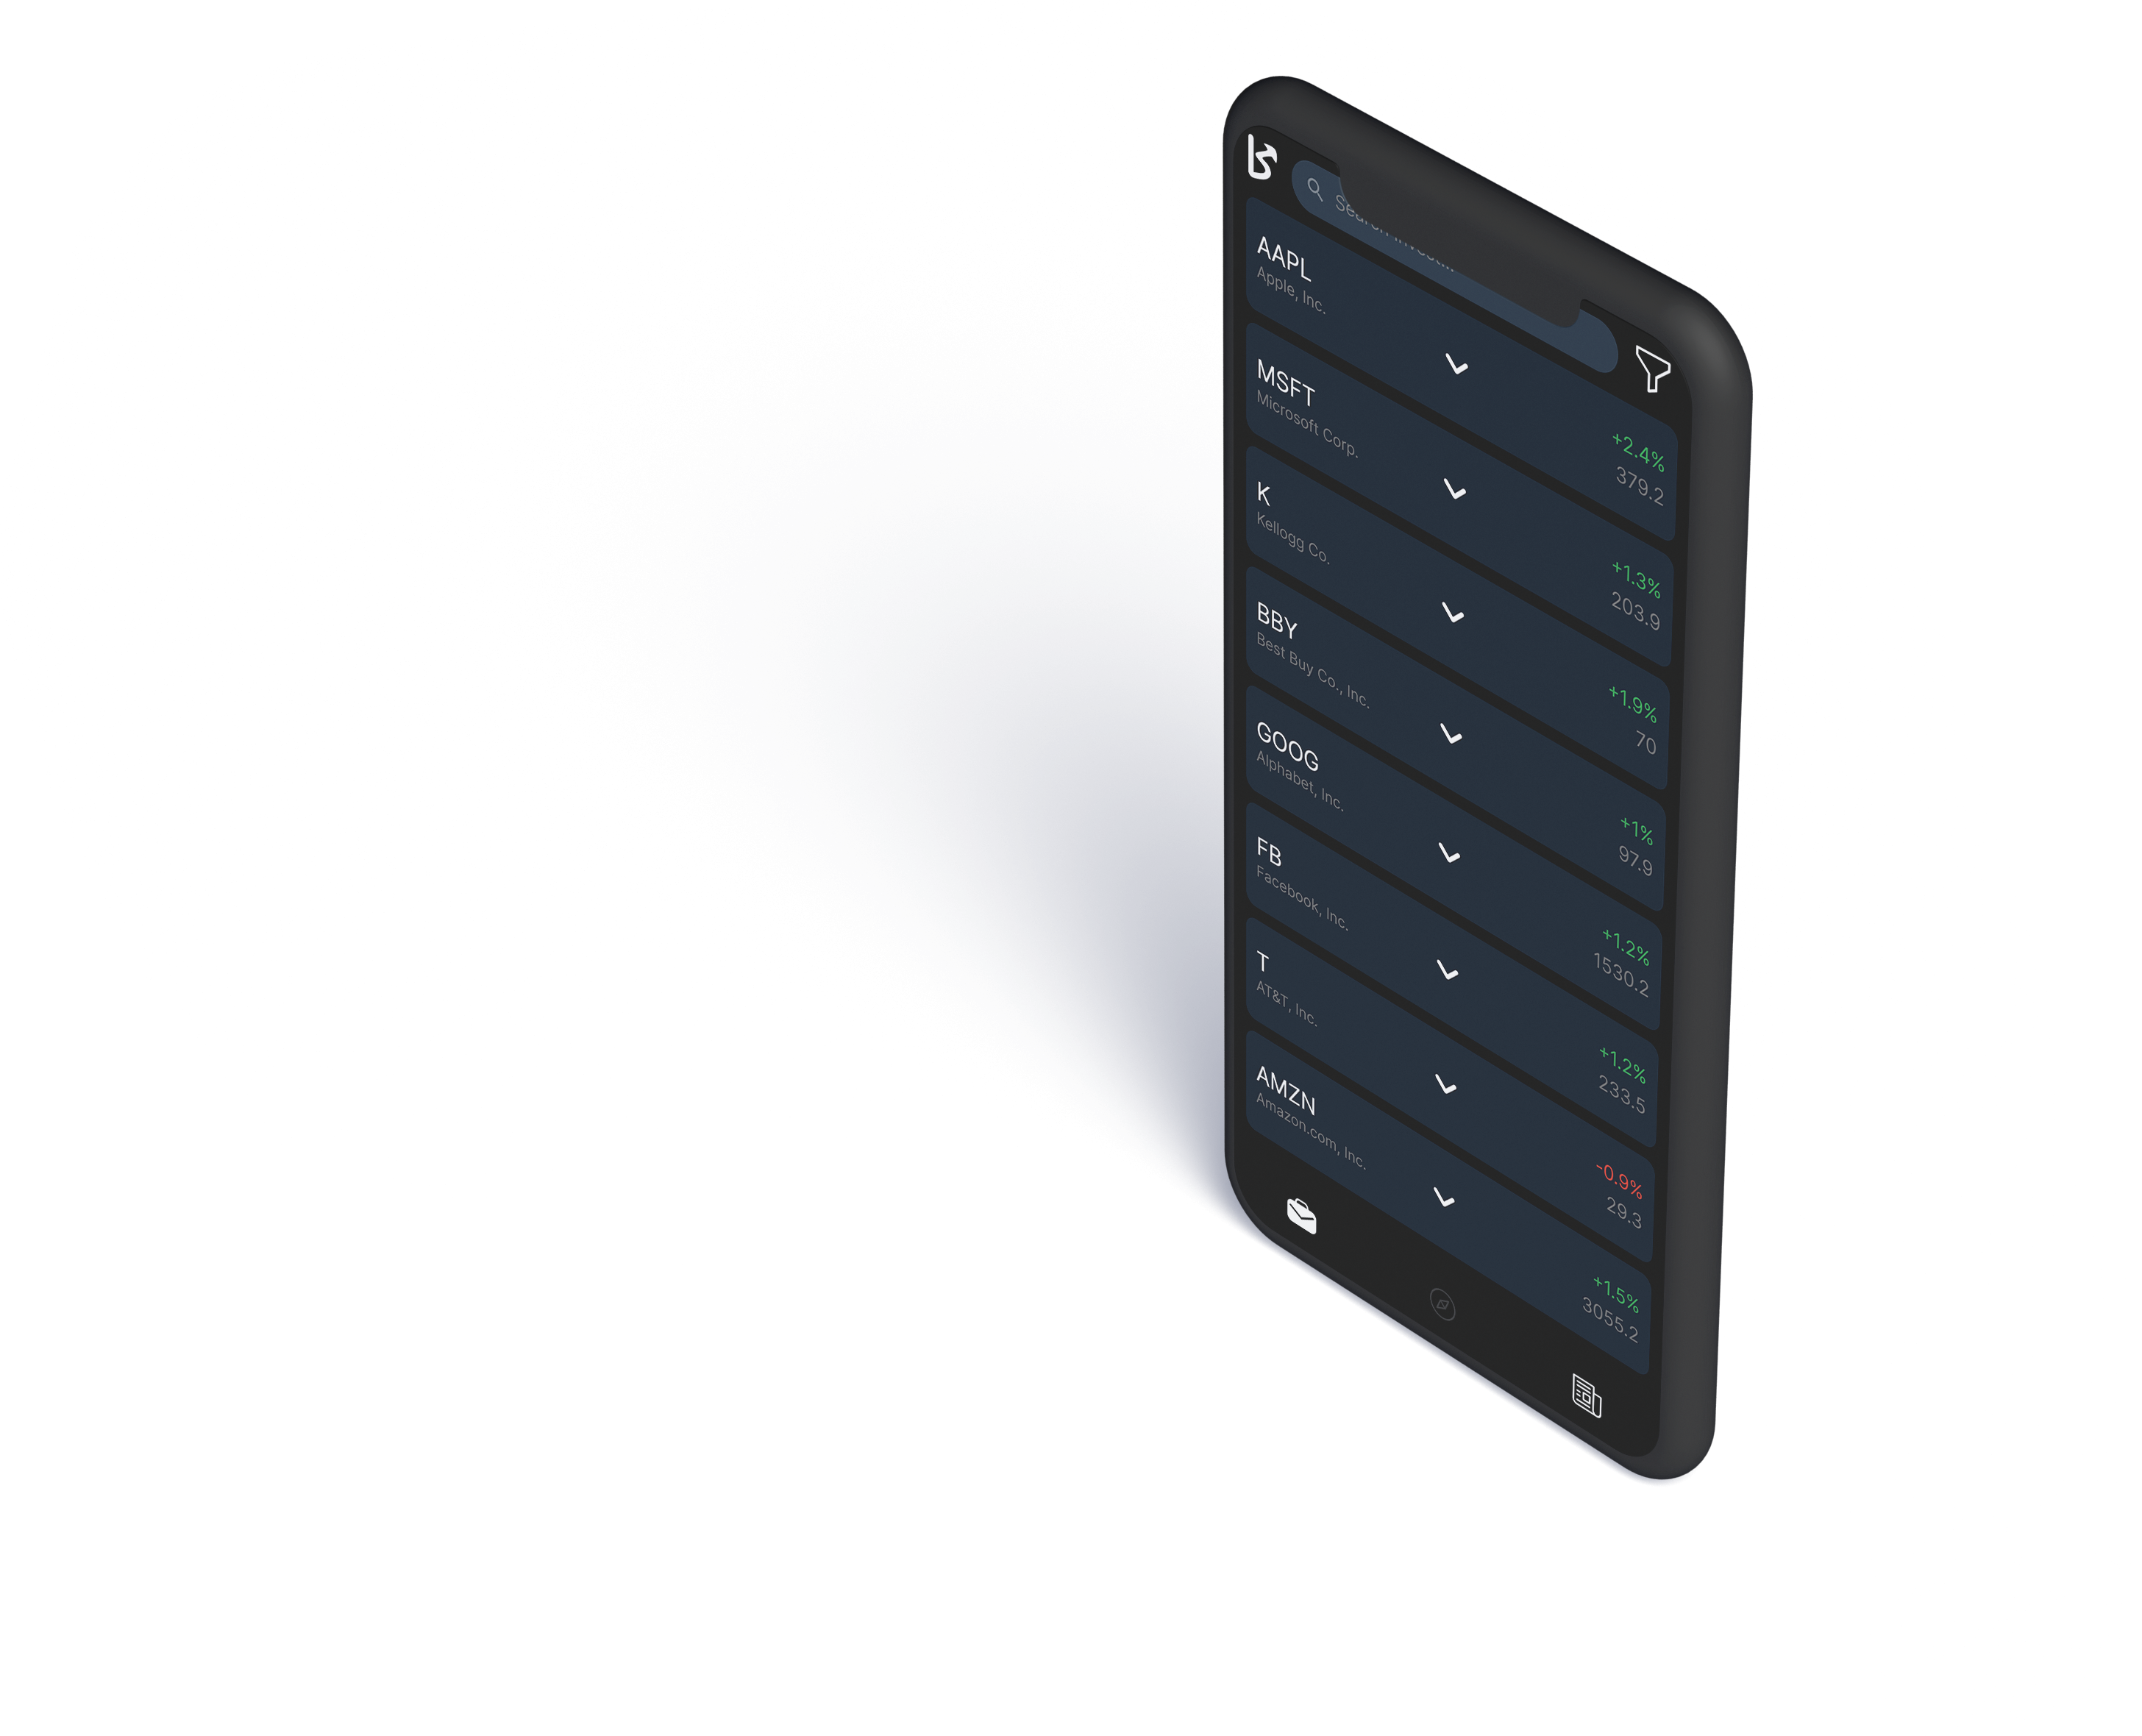 AAPL
Apple, Inc.
+2.4%
379.2
MSFT
Microsoft Corp.
+1.3%
203.9
K
Kellogg Co.
+1.9%
70
BBY
Best Buy Co., Inc.
+1%
97.9
GOOG
Alphabet, Inc.
+1.2%
1530.2
FB
Facebook, Inc.
+1.2%
233.5
T
AT&T, Inc.
-0.9%
29.3
AMZN
Amazon.com, Inc.
+1.5%
3055.2